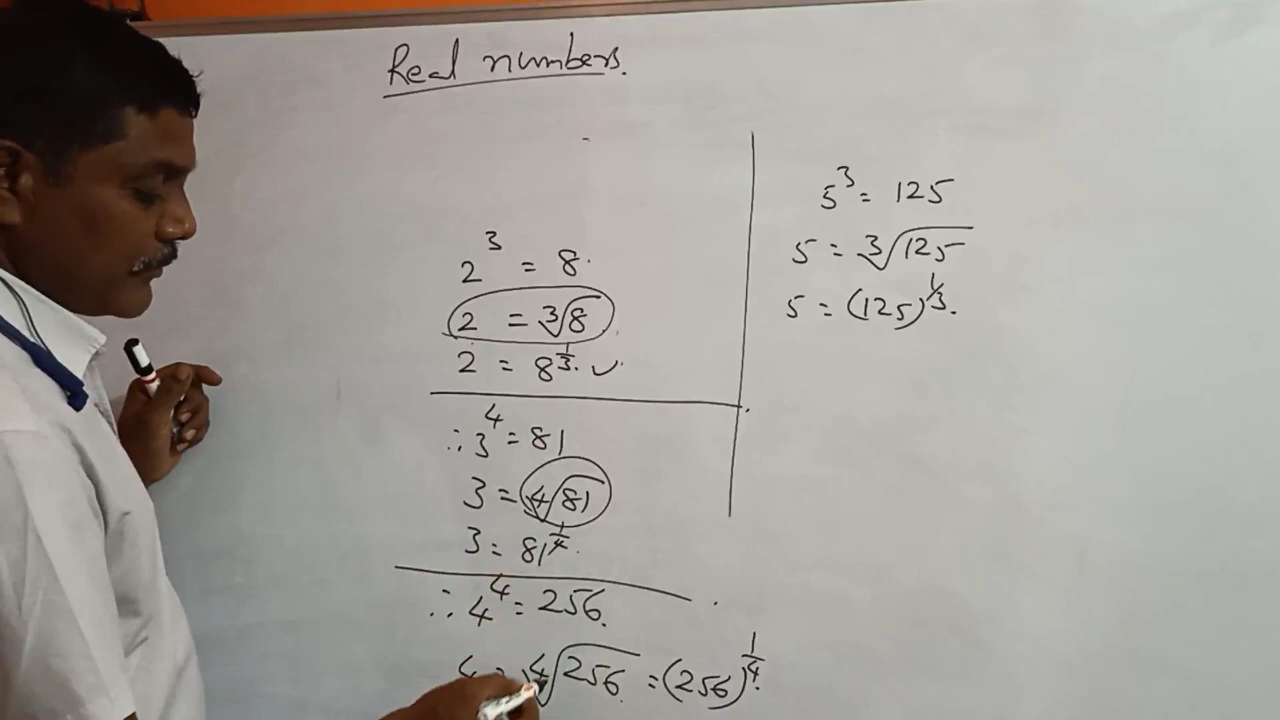 Real numbers.
2³ = 8.
2 = ∛8
2 = 8^(1/3). ✓
∴ 3⁴ = 81
3 = ∜81
3 = 81^(1/4).
∴ 4⁴ = 256.
4 = ∜256 = (256)^(1/4).
5³ = 125
5 = ∛125
5 = (125)^(1/3).